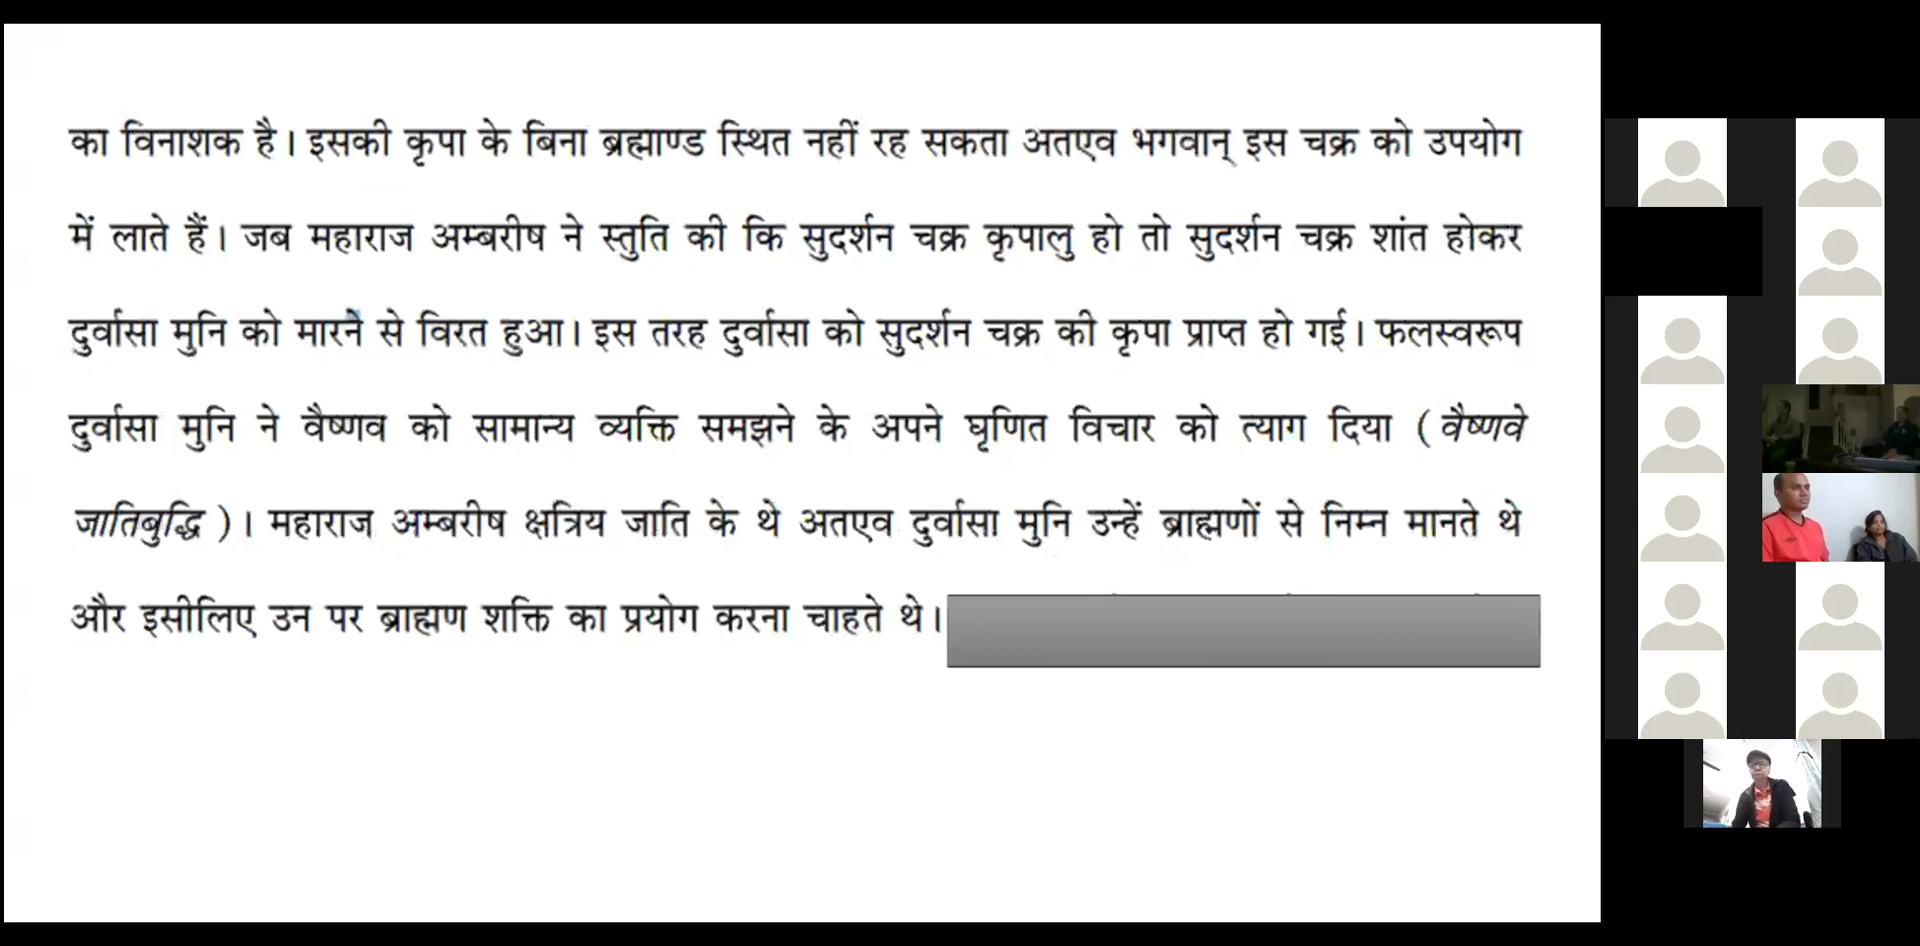 का विनाशक है। इसकी कृपा के बिना ब्रह्माण्ड स्थित नहीं रह सकता अतएव भगवान् इस चक्र को उपयोग
में लाते हैं। जब महाराज अम्बरीष ने स्तुति की कि सुदर्शन चक्र कृपालु हो तो सुदर्शन चक्र शांत होकर
दुर्वासा मुनि को मारने से विरत हुआ। इस तरह दुर्वासा को सुदर्शन चक्र की कृपा प्राप्त हो गई। फलस्वरूप
दुर्वासा मुनि ने वैष्णव को सामान्य व्यक्ति समझने के अपने घृणित विचार को त्याग दिया ( वैष्णवे
जातिबुद्धि )। महाराज अम्बरीष क्षत्रिय जाति के थे अतएव दुर्वासा मुनि उन्हें ब्राह्मणों से निम्न मानते थे
और इसीलिए उन पर ब्राह्मण शक्ति का प्रयोग करना चाहते थे।